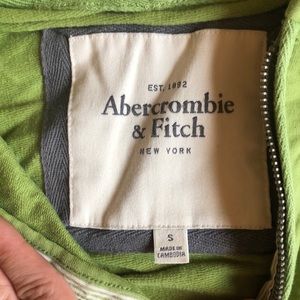 EST. 1892
Abercrombie
& Fitch
NEW YORK
S
MADE IN
CAMBODIA